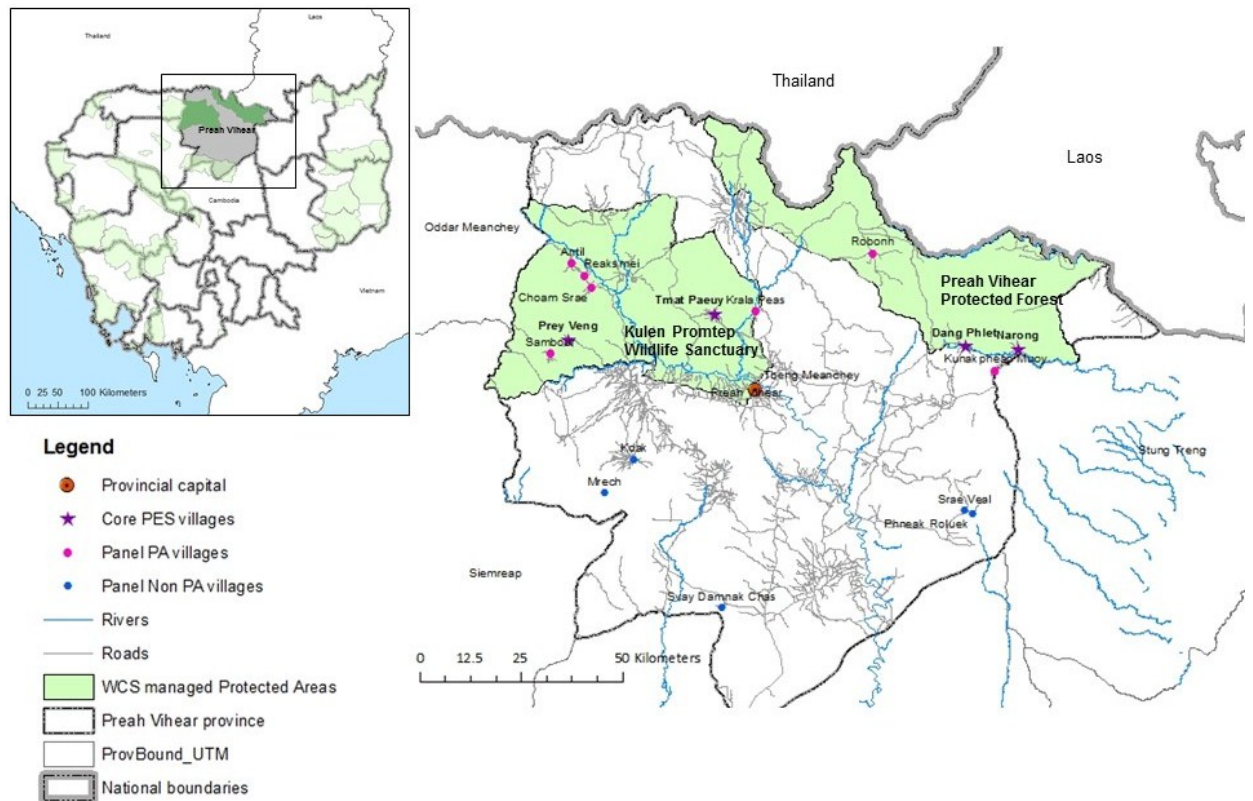 Laos
Thailand
Preah Vihear
Cambodia
Vietnam
0 25 50 100 Kilometers
Thailand
Laos
Oddar Meanchey
Robonh
Antil
Reaksmei
Choam Srae
Tmat Paeuy
Krala Peas
Preah Vihear
Protected Forest
Prey Veng
Sambo
Kulen Promtep
Wildlife Sanctuary
Dang Phlet
Narong
Kunakpheap Muoy
Tbeng Meanchey
Preah Vihear
Stung Treng
Koak
Mrech
Srae Veal
Phneak Roluek
Siemreap
Svay Damnak Chas
0 12.5 25 50 Kilometers
Legend
Provincial capital
Core PES villages
Panel PA villages
Panel Non PA villages
Rivers
Roads
WCS managed Protected Areas
Preah Vihear province
ProvBound_UTM
National boundaries